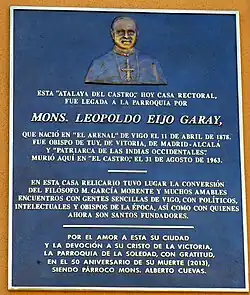 ESTA "ATALAYA DEL CASTRO," HOY CASA RECTORAL,
FUE LEGADA A LA PARROQUIA POR
MONS. LEOPOLDO EIJO GARAY,
QUE NACIÓ EN "EL ARENAL" DE VIGO EL 11 DE ABRIL DE 1878.
FUE OBISPO DE TUY, DE VITORIA, DE MADRID-ALCALÁ
Y "PATRIARCA DE LAS INDIAS OCCIDENTALES".
MURIÓ AQUÍ EN "EL CASTRO", EL 31 DE AGOSTO DE 1963.
EN ESTA CASA RELICARIO TUVO LUGAR LA CONVERSIÓN
DEL FILÓSOFO M. GARCÍA MORENTE Y MUCHOS AMABLES
ENCUENTROS CON GENTES SENCILLAS DE VIGO, CON POLÍTICOS,
INTELECTUALES Y OBISPOS DE LA ÉPOCA, ASÍ COMO CON QUIENES
AHORA SON SANTOS FUNDADORES.
POR EL AMOR A ESTA SU CIUDAD
Y LA DEVOCIÓN A SU CRISTO DE LA VICTORIA,
LA PARROQUIA DE LA SOLEDAD, CON GRATITUD,
EN EL 50 ANIVERSARIO DE SU MUERTE (2013),
SIENDO PÁRROCO MONS. ALBERTO CUEVAS.